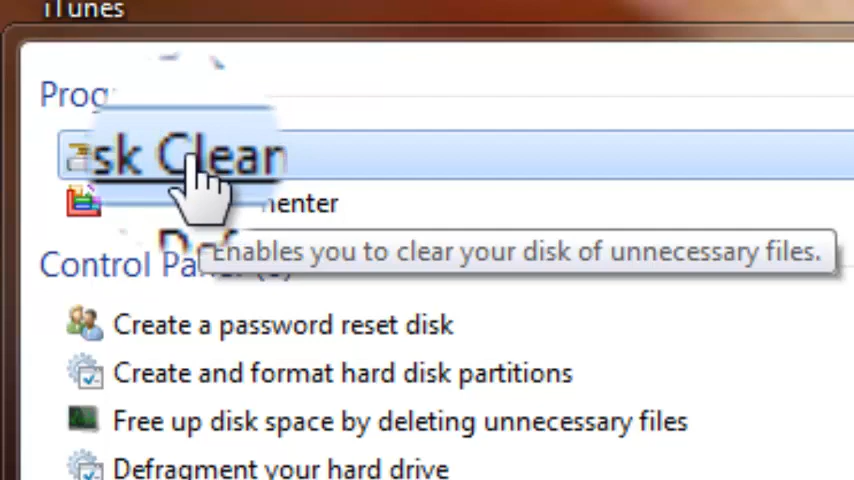 iTunes
Prog
sk Clean
menter
Enables you to clear your disk of unnecessary files.
Control Pa
Create a password reset disk
Create and format hard disk partitions
Free up disk space by deleting unnecessary files
Defragment your hard drive